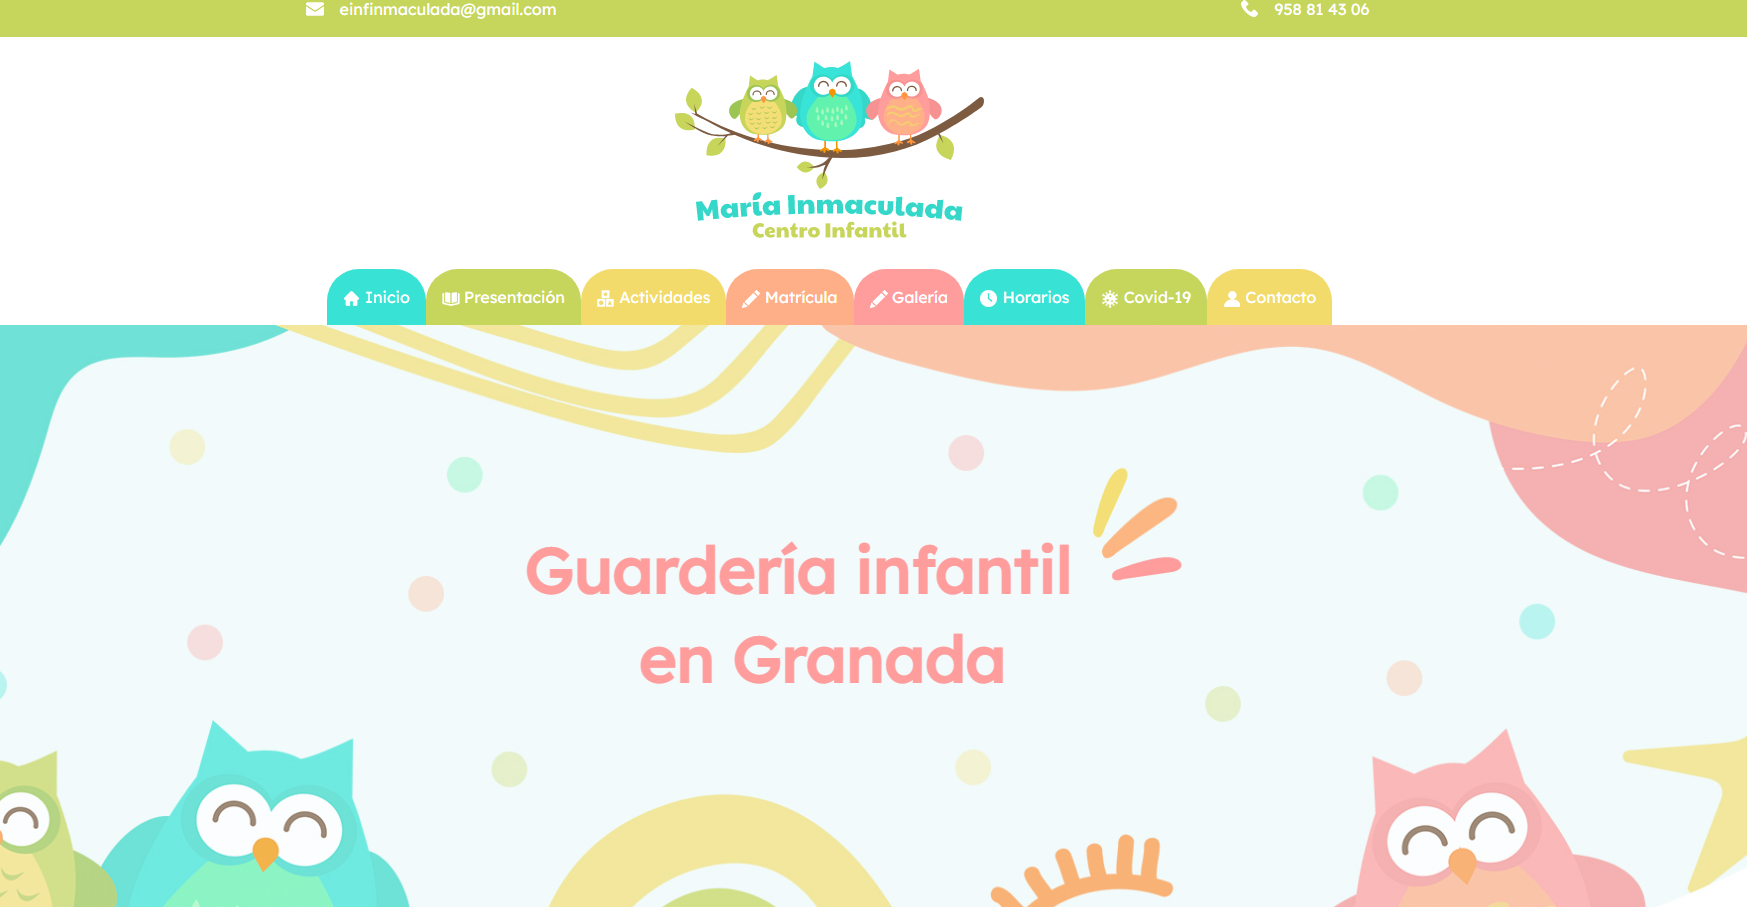 einfinmaculada@gmail.com 958 81 43 06
María Inmaculada
Centro Infantil
Inicio Presentación Actividades Matrícula Galería Horarios Covid-19 Contacto
Guardería infantil
en Granada